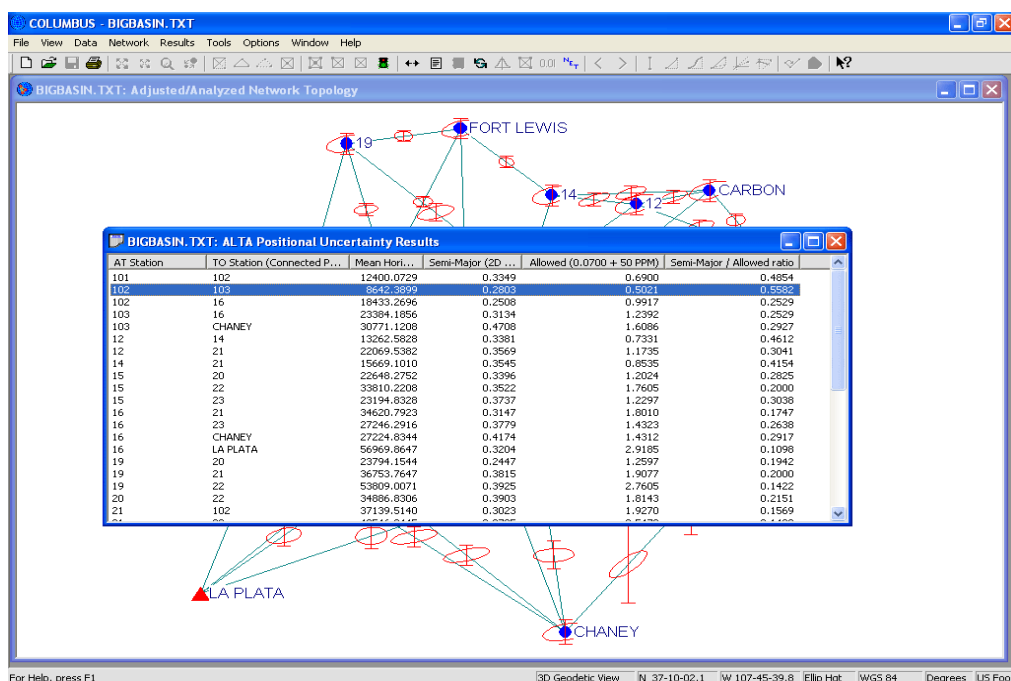 COLUMBUS - BIGBASIN.TXT
File View Data Network Results Tools Options Window Help
BIGBASIN.TXT: Adjusted/Analyzed Network Topology
FORT LEWIS
19
14
12
CARBON
BIGBASIN.TXT: ALTA Positional Uncertainty Results
AT Station TO Station (Connected P... Mean Hori... Semi-Major (2D ... Allowed (0.0700 + 50 PPM) Semi-Major / Allowed ratio
101 102 12400.0729 0.3349 0.6900 0.4854
102 103 8642.3899 0.2803 0.5021 0.5582
102 16 18433.2696 0.2508 0.9917 0.2529
103 16 23384.1856 0.3134 1.2392 0.2529
103 CHANEY 30771.1208 0.4708 1.6086 0.2927
12 14 13262.5828 0.3381 0.7331 0.4612
12 21 22069.5382 0.3569 1.1735 0.3041
14 21 15669.1010 0.3545 0.8535 0.4154
15 20 22648.2752 0.3396 1.2024 0.2825
15 22 33810.2208 0.3522 1.7605 0.2000
15 23 23194.8328 0.3737 1.2297 0.3038
16 21 34620.7923 0.3147 1.8010 0.1747
16 23 27246.2916 0.3779 1.4323 0.2638
16 CHANEY 27224.8344 0.4174 1.4312 0.2917
16 LA PLATA 56969.8647 0.3204 2.9185 0.1098
19 20 23794.1544 0.2447 1.2597 0.1942
19 21 36753.7647 0.3815 1.9077 0.2000
19 22 53809.0071 0.3925 2.7605 0.1422
20 22 34886.8306 0.3903 1.8143 0.2151
21 102 37139.5140 0.3023 1.9270 0.1569
LA PLATA
CHANEY
For Help, press F1
3D Geodetic View N 37-10-02.1 W 107-45-39.8 Ellip Hgt WGS 84 Degrees US Foo